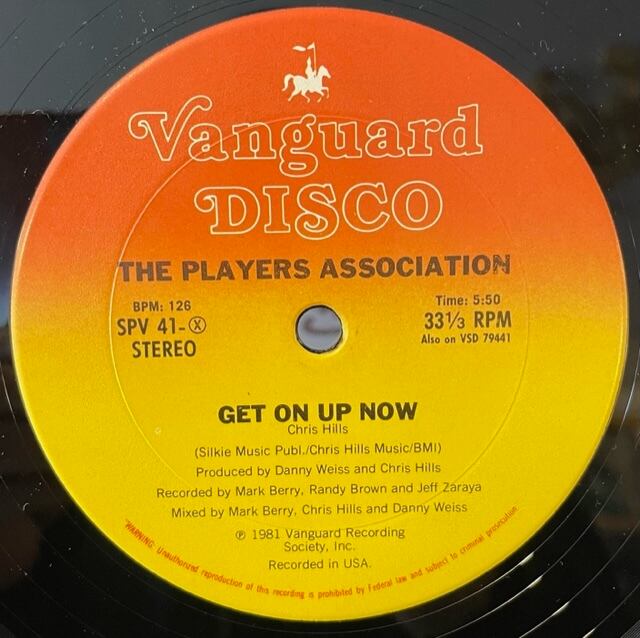 Vanguard
DISCO
THE PLAYERS ASSOCIATION
BPM: 126
SPV 41-Ⓧ
STEREO
Time: 5:50
33⅓ RPM
Also on VSD 79441
GET ON UP NOW
Chris Hills
(Silkie Music Publ./Chris Hills Music/BMI)
Produced by Danny Weiss and Chris Hills
Recorded by Mark Berry, Randy Brown and Jeff Zaraya
Mixed by Mark Berry, Chris Hills and Danny Weiss
℗ 1981 Vanguard Recording
Society, Inc.
Recorded in USA.
"WARNING: Unauthorized reproduction of this recording is prohibited by Federal law and subject to criminal prosecution